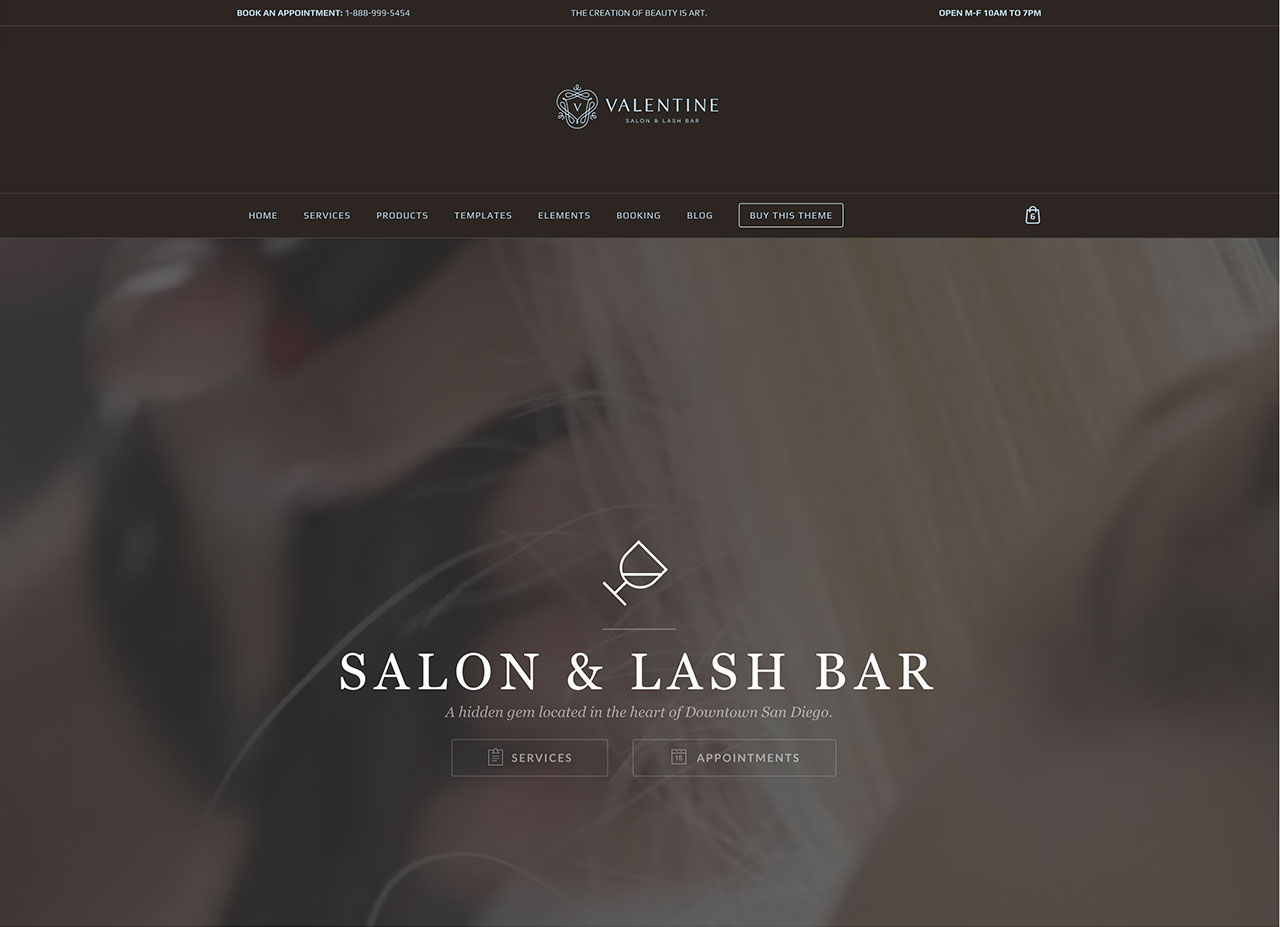 BOOK AN APPOINTMENT: 1-888-999-5454
THE CREATION OF BEAUTY IS ART.
OPEN M-F 10AM TO 7PM
V
VALENTINE
SALON & LASH BAR
HOME
SERVICES
PRODUCTS
TEMPLATES
ELEMENTS
BOOKING
BLOG
BUY THIS THEME
6
SALON & LASH BAR
A hidden gem located in the heart of Downtown San Diego.
SERVICES
15
APPOINTMENTS